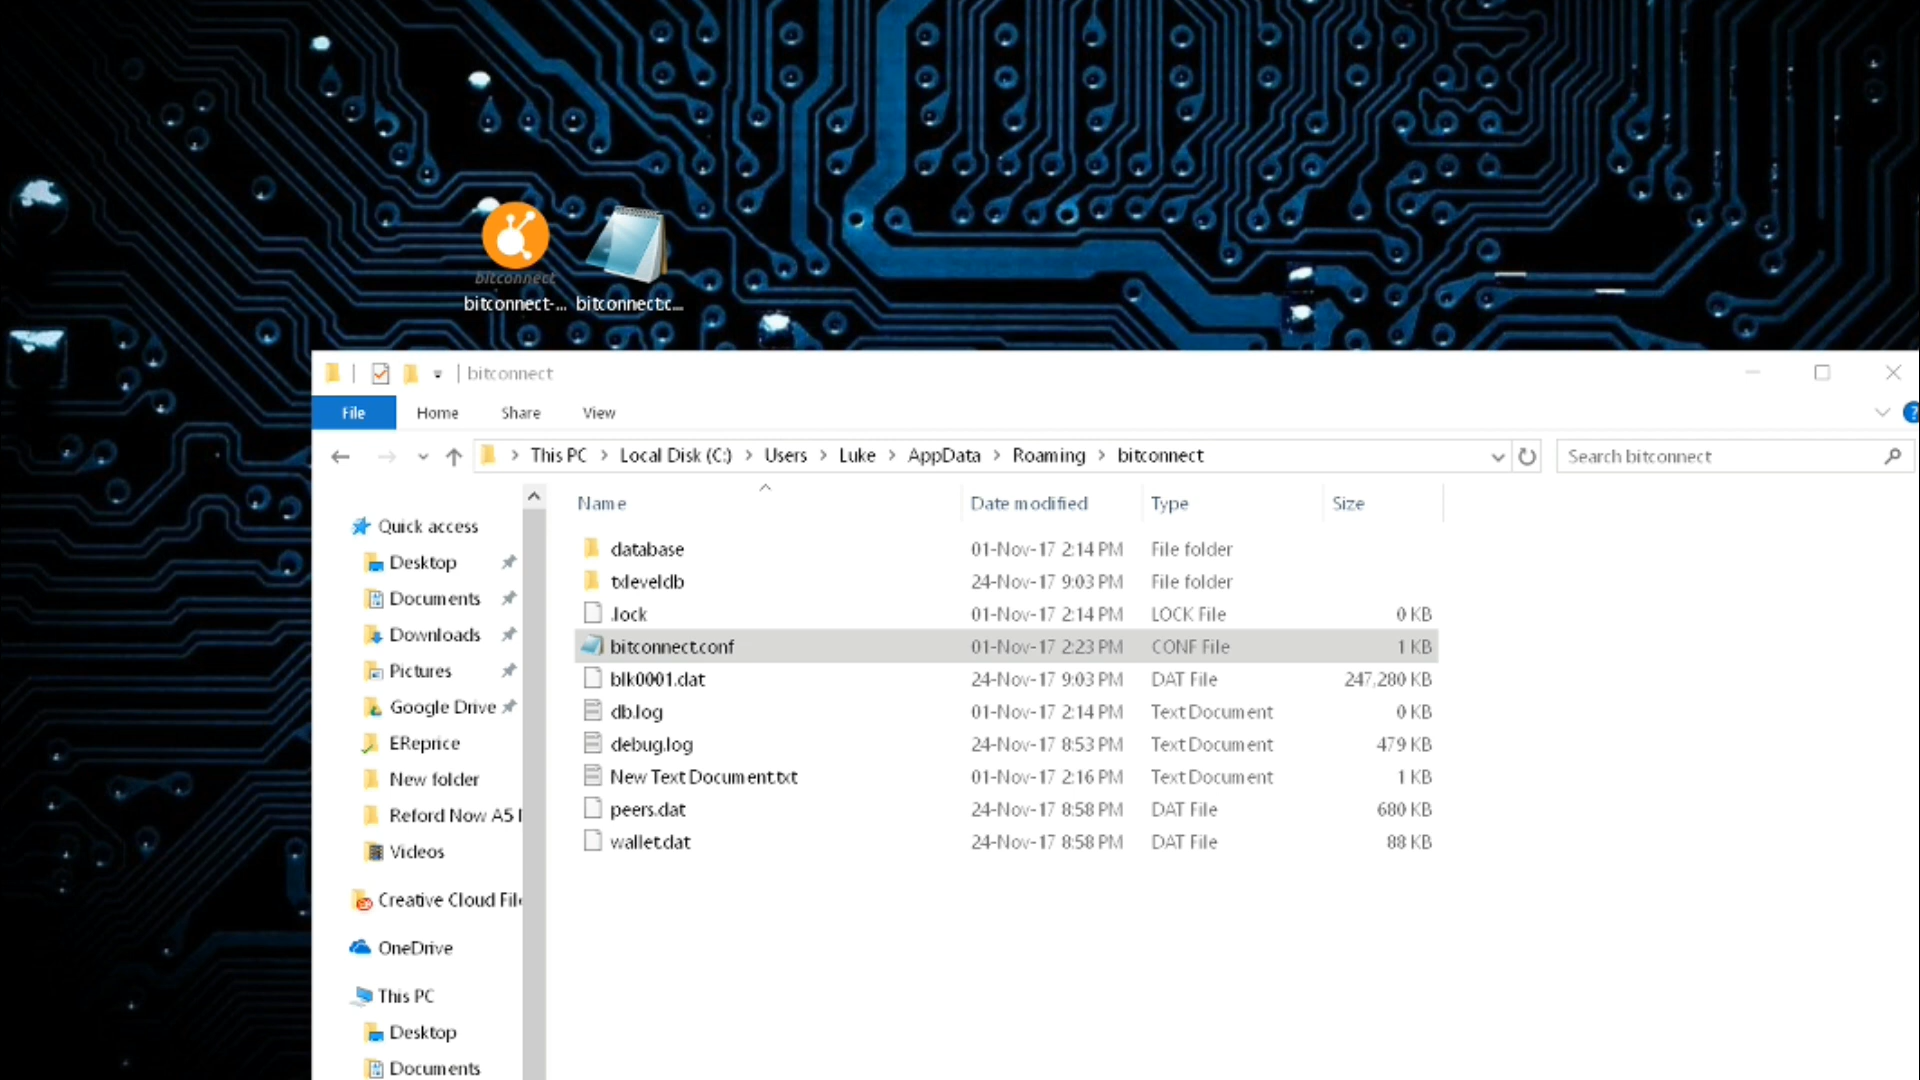 bitconnect
bitconnect-... bitconnect.c...
bitconnect
File Home Share View
This PC Local Disk (C:) Users Luke AppData Roaming bitconnect
Search bitconnect
Name Date modified Type Size
Quick access
Desktop
Documents
Downloads
Pictures
Google Drive
EReprice
New folder
Reford Now A5
Videos
Creative Cloud File
OneDrive
This PC
Desktop
Documents
database 01-Nov-17 2:14 PM File folder
txleveldb 24-Nov-17 9:03 PM File folder
.lock 01-Nov-17 2:14 PM LOCK File 0 KB
bitconnect.conf 01-Nov-17 2:23 PM CONF File 1 KB
blk0001.dat 24-Nov-17 9:03 PM DAT File 247,280 KB
db.log 01-Nov-17 2:14 PM Text Document 0 KB
debug.log 24-Nov-17 8:53 PM Text Document 479 KB
New Text Document.txt 01-Nov-17 2:16 PM Text Document 1 KB
peers.dat 24-Nov-17 8:58 PM DAT File 680 KB
wallet.dat 24-Nov-17 8:58 PM DAT File 88 KB